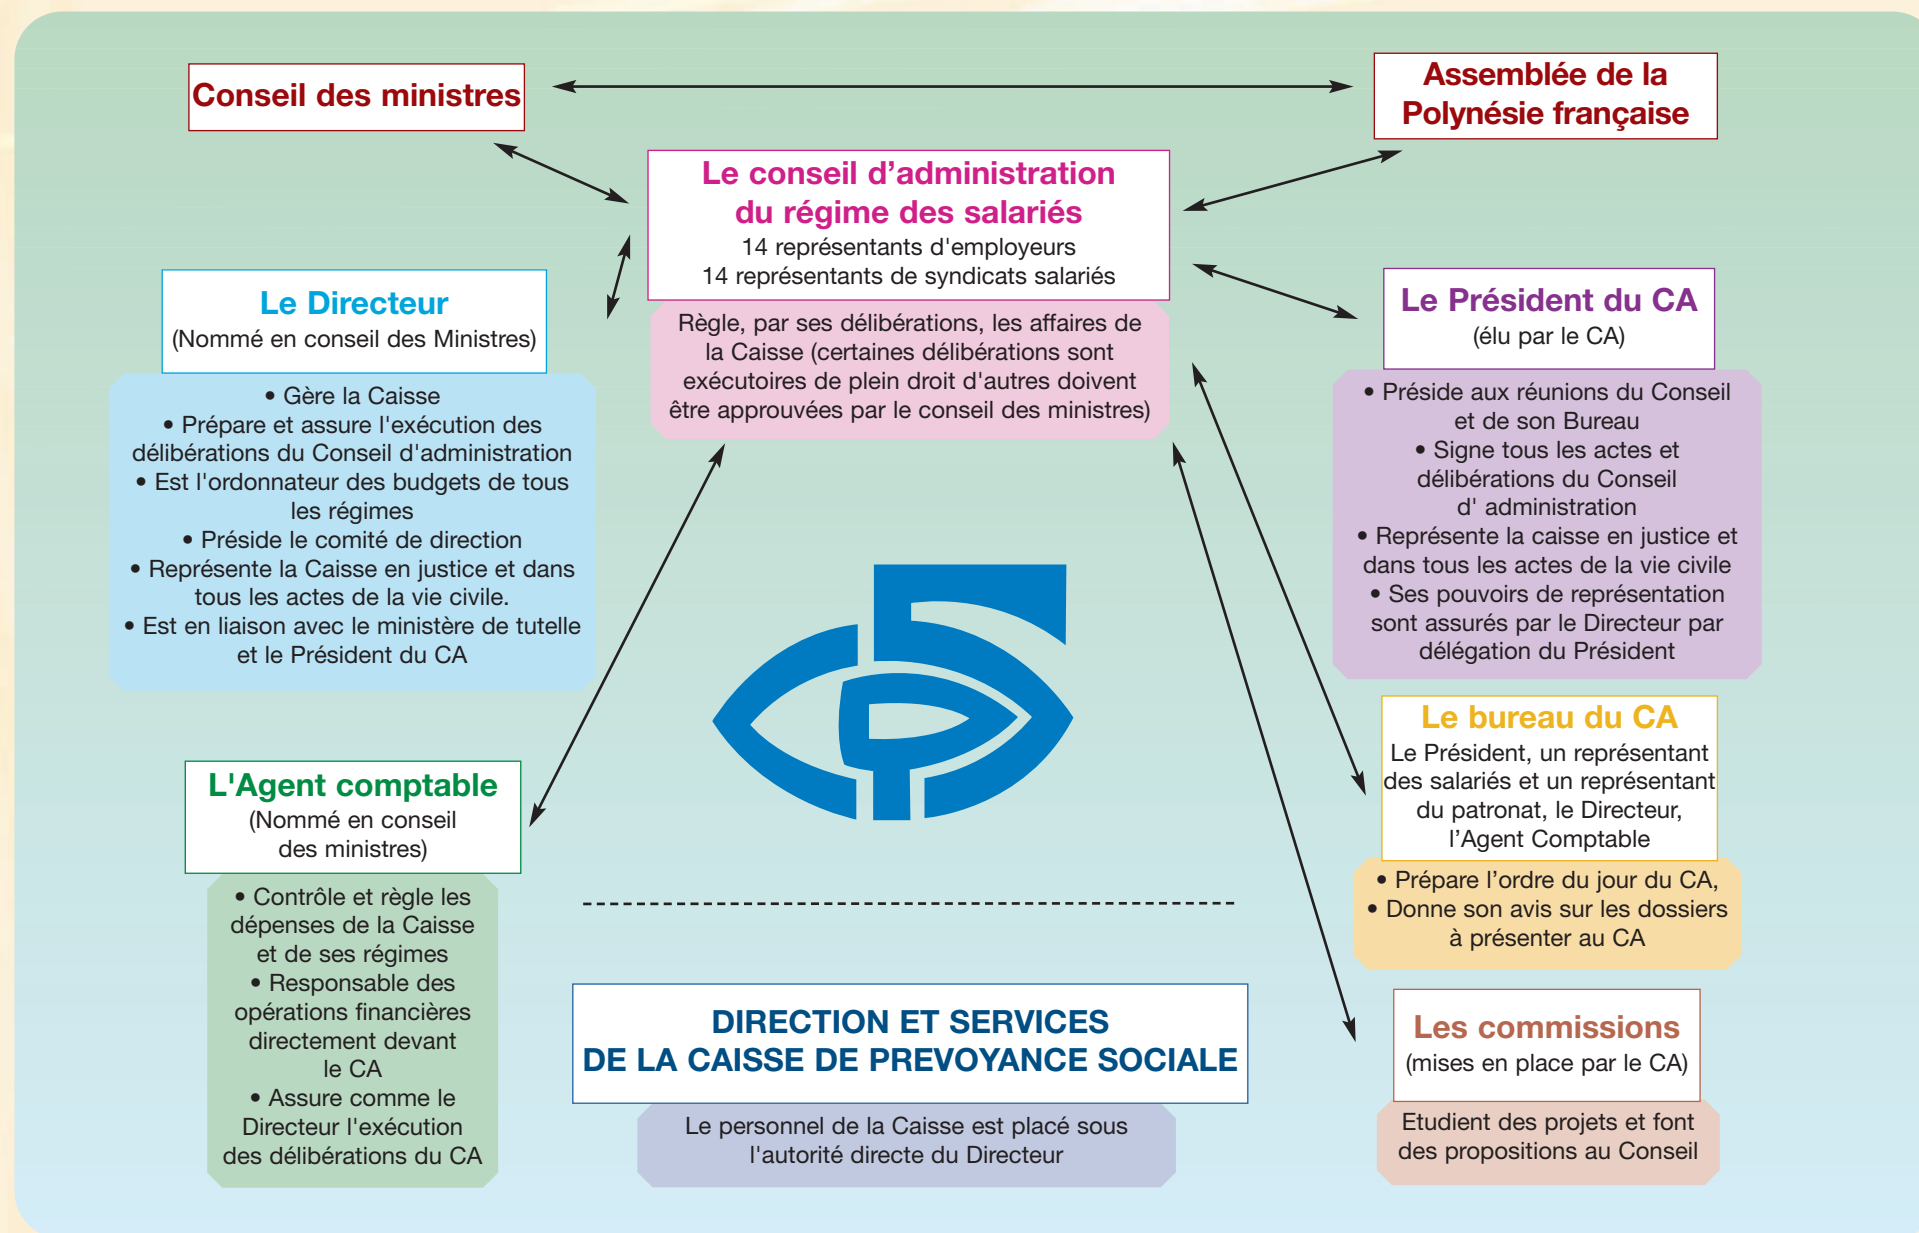 Conseil des ministres
Assemblée de la
Polynésie française
Le conseil d’administration
du régime des salariés
14 représentants d'employeurs
14 représentants de syndicats salariés
Règle, par ses délibérations, les affaires de
la Caisse (certaines délibérations sont
exécutoires de plein droit d'autres doivent
être approuvées par le conseil des ministres)
Le Directeur
(Nommé en conseil des Ministres)
• Gère la Caisse
• Prépare et assure l'exécution des
délibérations du Conseil d'administration
• Est l'ordonnateur des budgets de tous
les régimes
• Préside le comité de direction
• Représente la Caisse en justice et dans
tous les actes de la vie civile.
• Est en liaison avec le ministère de tutelle
et le Président du CA
Le Président du CA
(élu par le CA)
• Préside aux réunions du Conseil
et de son Bureau
• Signe tous les actes et
délibérations du Conseil
d' administration
• Représente la caisse en justice et
dans tous les actes de la vie civile
• Ses pouvoirs de représentation
sont assurés par le Directeur par
délégation du Président
Le bureau du CA
Le Président, un représentant
des salariés et un représentant
du patronat, le Directeur,
l’Agent Comptable
• Prépare l’ordre du jour du CA,
• Donne son avis sur les dossiers
à présenter au CA
L'Agent comptable
(Nommé en conseil
des ministres)
• Contrôle et règle les
dépenses de la Caisse
et de ses régimes
• Responsable des
opérations financières
directement devant
le CA
• Assure comme le
Directeur l'exécution
des délibérations du CA
DIRECTION ET SERVICES
DE LA CAISSE DE PREVOYANCE SOCIALE
Le personnel de la Caisse est placé sous
l'autorité directe du Directeur
Les commissions
(mises en place par le CA)
Etudient des projets et font
des propositions au Conseil